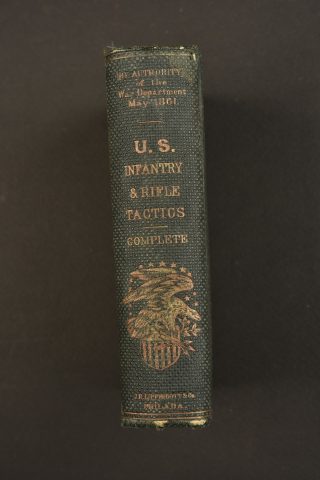 BY AUTHORITY
of the
War Department
May 1861.
U. S.
INFANTRY
& RIFLE
TACTICS
COMPLETE
J.B. LIPPINCOTT & Co.
PHILADA.